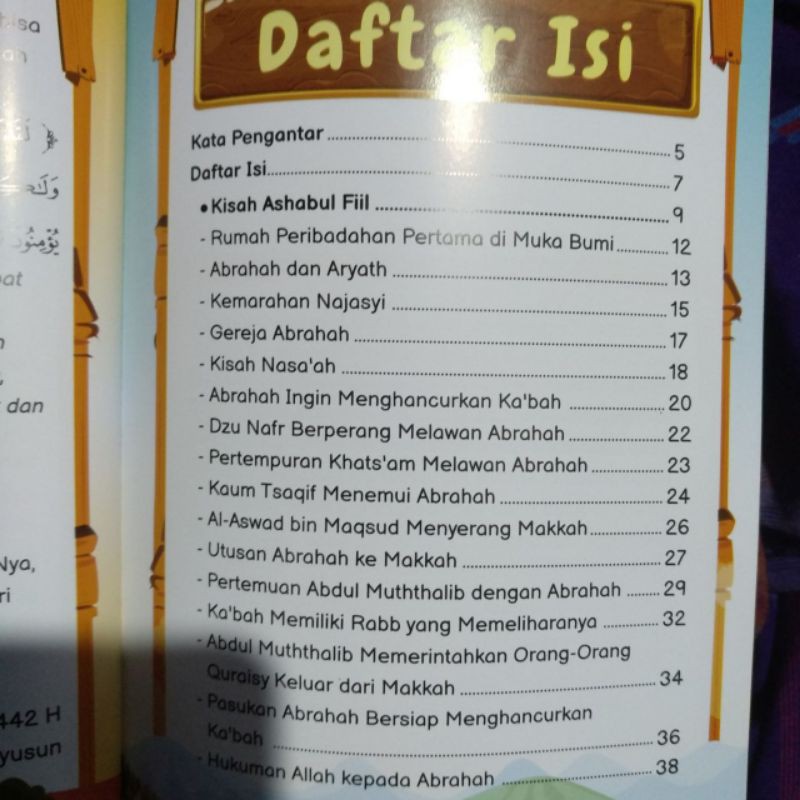 isa
an
وَلَ
يُؤْمِنُونَ
at
n
dan
Nya,
ri
442 H
yusun
Daftar Isi
Kata Pengantar ........ 5
Daftar Isi........ 7
•Kisah Ashabul Fiil ........ 9
- Rumah Peribadahan Pertama di Muka Bumi........ 12
- Abrahah dan Aryath ........ 13
- Kemarahan Najasyi ........ 15
- Gereja Abrahah ........ 17
- Kisah Nasa'ah ........ 18
- Abrahah Ingin Menghancurkan Ka'bah ........ 20
- Dzu Nafr Berperang Melawan Abrahah ........ 22
- Pertempuran Khats'am Melawan Abrahah ........ 23
- Kaum Tsaqif Menemui Abrahah ........ 24
- Al-Aswad bin Maqsud Menyerang Makkah........ 26
- Utusan Abrahah ke Makkah ........ 27
- Pertemuan Abdul Muththalib dengan Abrahah ........ 29
- Ka'bah Memiliki Rabb yang Memeliharanya ........ 32
- Abdul Muththalib Memerintahkan Orang-Orang
Quraisy Keluar dari Makkah ........ 34
- Pasukan Abrahah Bersiap Menghancurkan
Ka'bah ........ 36
- Hukuman Allah kepada Abrahah ........ 38